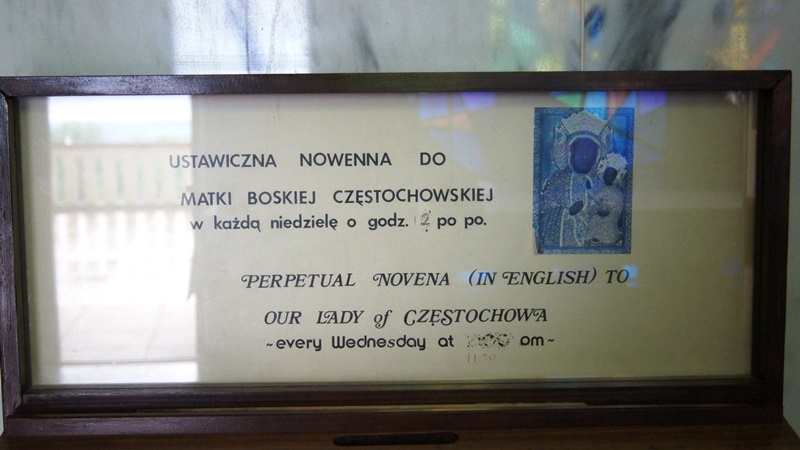 USTAWICZNA NOWENNA DO
MATKI BOSKIEJ CZĘSTOCHOWSKIEJ
w każdą niedzielę o godz. 2 po po.
PERPETUAL NOVENA (IN ENGLISH) TO
OUR LADY of CZĘSTOCHOWA
~every Wednesday at om~